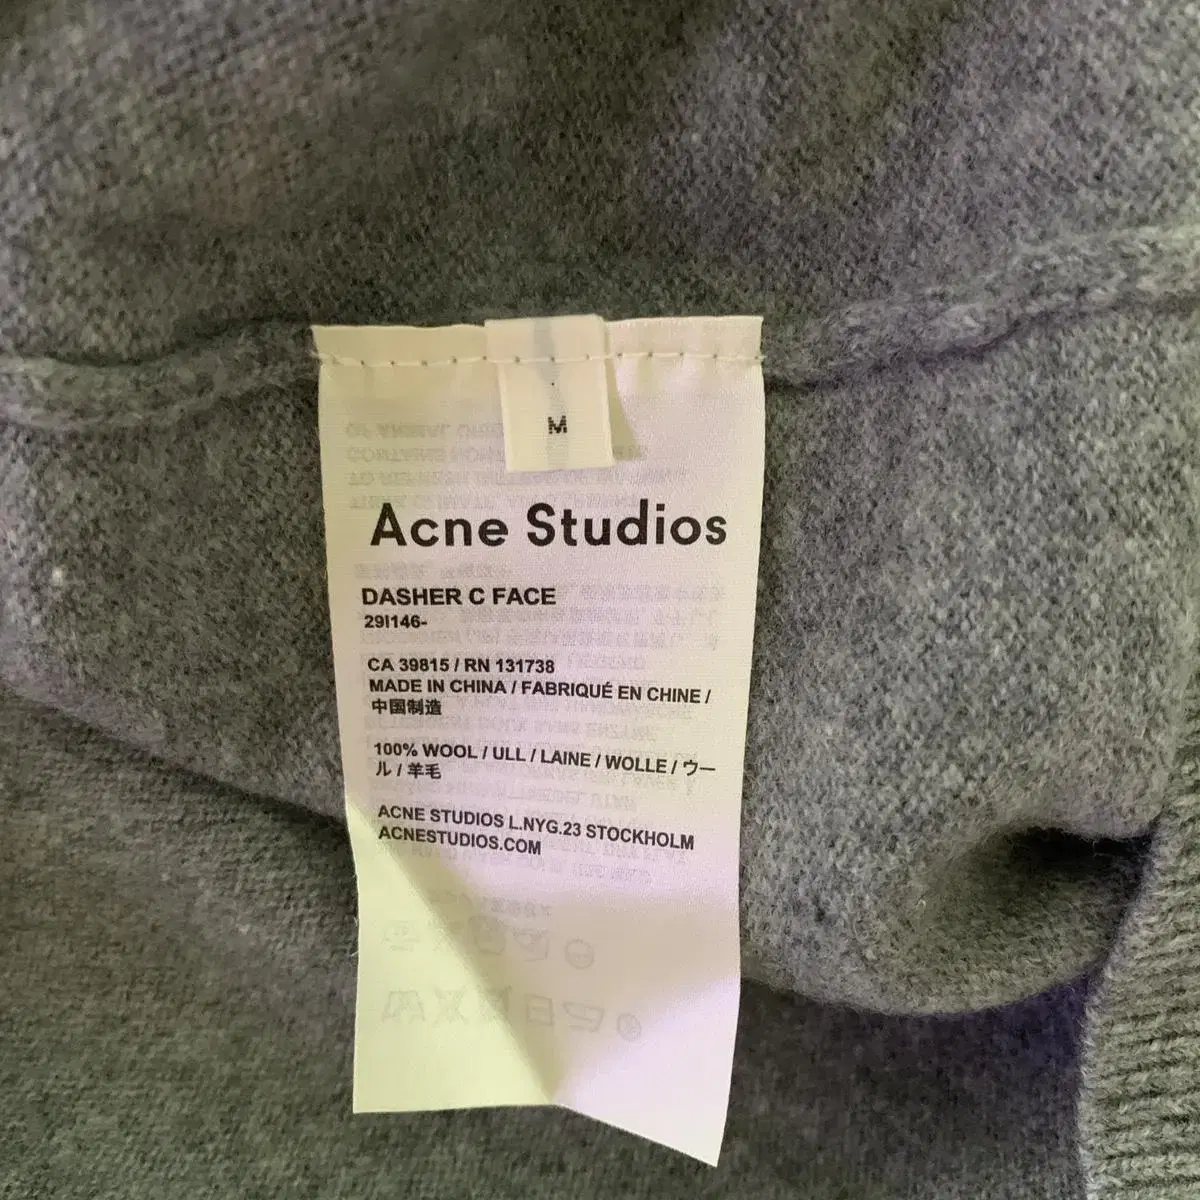 M
Acne Studios
DASHER C FACE
29I146-
CA 39815 / RN 131738
MADE IN CHINA / FABRIQUÉ EN CHINE /
中国制造
100% WOOL / ULL / LAINE / WOLLE / ウー
ル / 羊毛
ACNE STUDIOS L.NYG.23 STOCKHOLM
ACNESTUDIOS.COM